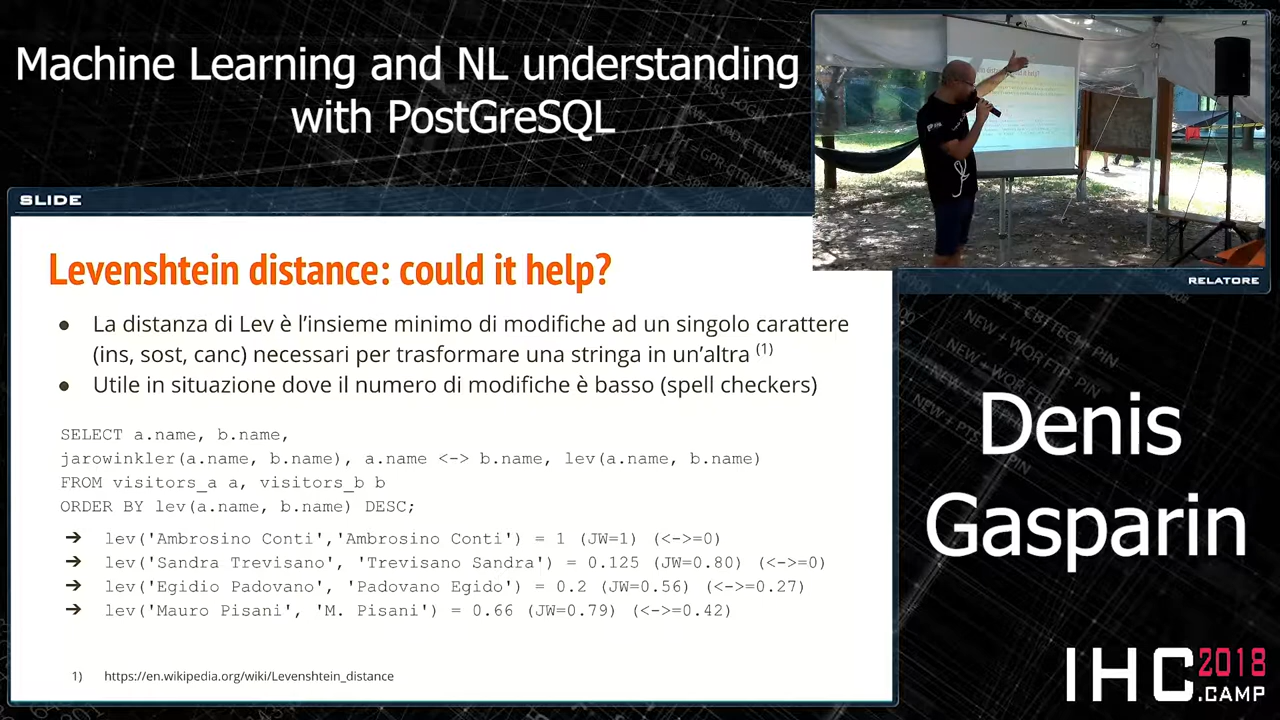 Machine Learning and NL understanding
with PostGreSQL
SLIDE
Levenshtein distance: could it help?
● La distanza di Lev è l'insieme minimo di modifiche ad un singolo carattere
(ins, sost, canc) necessari per trasformare una stringa in un'altra (1)
● Utile in situazione dove il numero di modifiche è basso (spell checkers)
SELECT a.name, b.name,
jarowinkler(a.name, b.name), a.name <-> b.name, lev(a.name, b.name)
FROM visitors_a a, visitors_b b
ORDER BY lev(a.name, b.name) DESC;
➔ lev('Ambrosino Conti','Ambrosino Conti') = 1 (JW=1) (<->=0)
➔ lev('Sandra Trevisano', 'Trevisano Sandra') = 0.125 (JW=0.80) (<->=0)
➔ lev('Egidio Padovano', 'Padovano Egido') = 0.2 (JW=0.56) (<->=0.27)
➔ lev('Mauro Pisani', 'M. Pisani') = 0.66 (JW=0.79) (<->=0.42)
1) https://en.wikipedia.org/wiki/Levenshtein_distance
RELATORE
Denis
Gasparin
IHC 2018
.CAMP